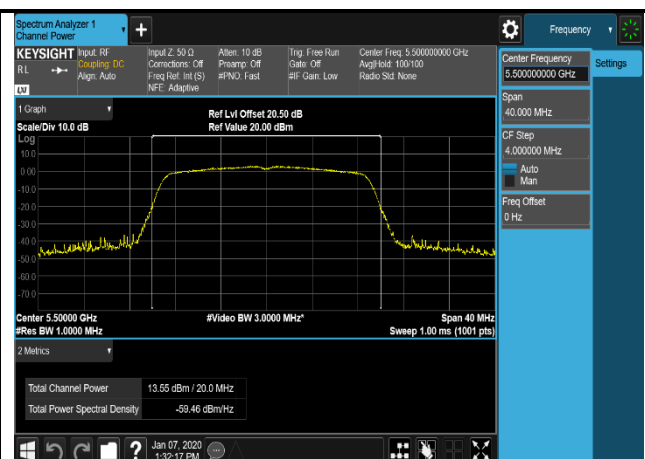 Spectrum Analyzer 1
Channel Power
Frequency
KEYSIGHT
RL
LXI
Input: RF
Coupling: DC
Align: Auto
Input Z: 50 Ω
Corrections: Off
Freq Ref: Int (S)
NFE: Adaptive
Atten: 10 dB
Preamp: Off
#PNO: Fast
Trig: Free Run
Gate: Off
#IF Gain: Low
Center Freq: 5.500000000 GHz
Avg|Hold: 100/100
Radio Std: None
Center Frequency
5.500000000 GHz
Settings
Span
40.000 MHz
CF Step
4.000000 MHz
Auto
Man
Freq Offset
0 Hz
1 Graph
Scale/Div 10.0 dB
Ref Lvl Offset 20.50 dB
Ref Value 20.00 dBm
Log
10.0
0.00
-10.0
-20.0
-30.0
-40.0
-50.0
-60.0
-70.0
Center 5.50000 GHz
#Res BW 1.0000 MHz
#Video BW 3.0000 MHz*
Span 40 MHz
Sweep 1.00 ms (1001 pts)
2 Metrics
Total Channel Power 13.55 dBm / 20.0 MHz
Total Power Spectral Density -59.46 dBm/Hz
Jan 07, 2020
1:32:17 PM